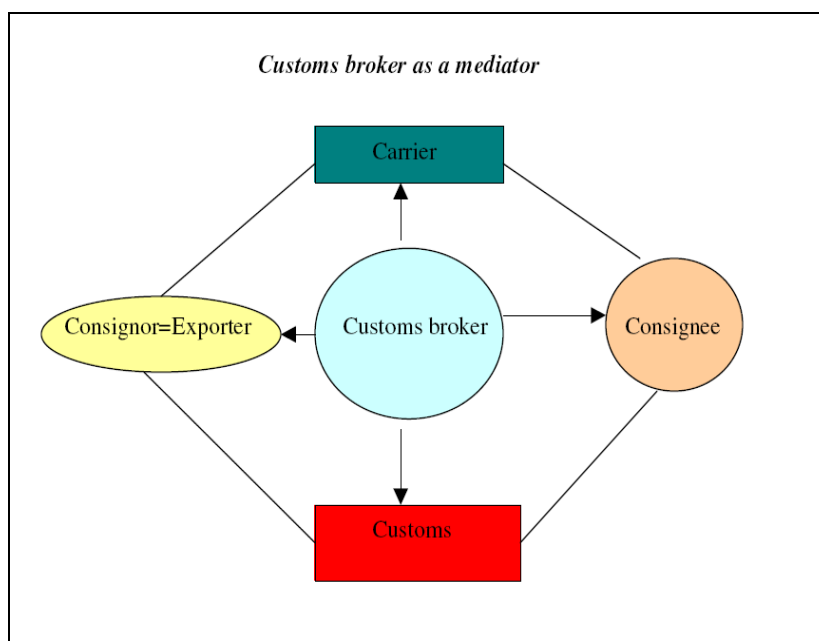 Customs broker as a mediator
Carrier
Consignor=Exporter
Customs broker
Consignee
Customs